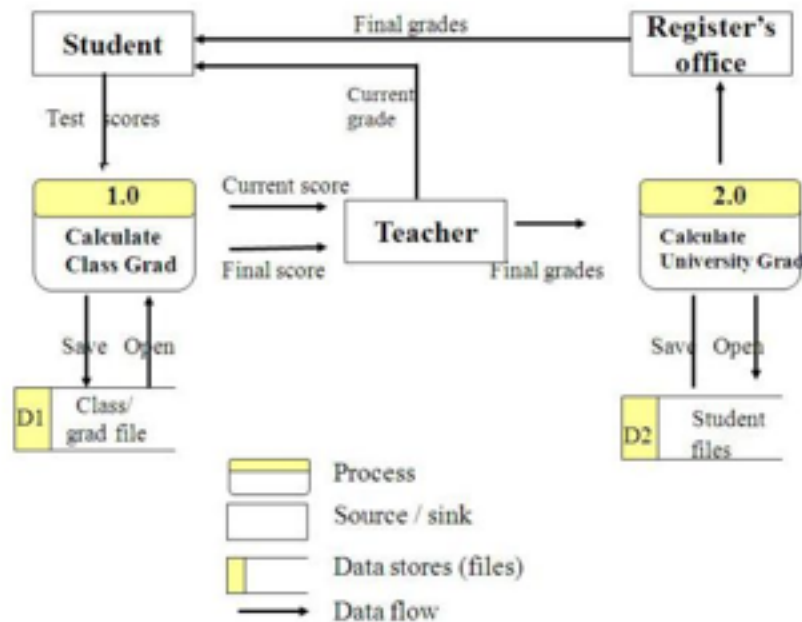 Final grades
Student
Register's
office
Current
grade
Test scores
1.0
Calculate
Class Grad
Current score
Final score
Teacher
Final grades
2.0
Calculate
University Grad
Save Open
Save Open
D1
Class/
grad file
D2
Student
files
Process
Source / sink
Data stores (files)
Data flow